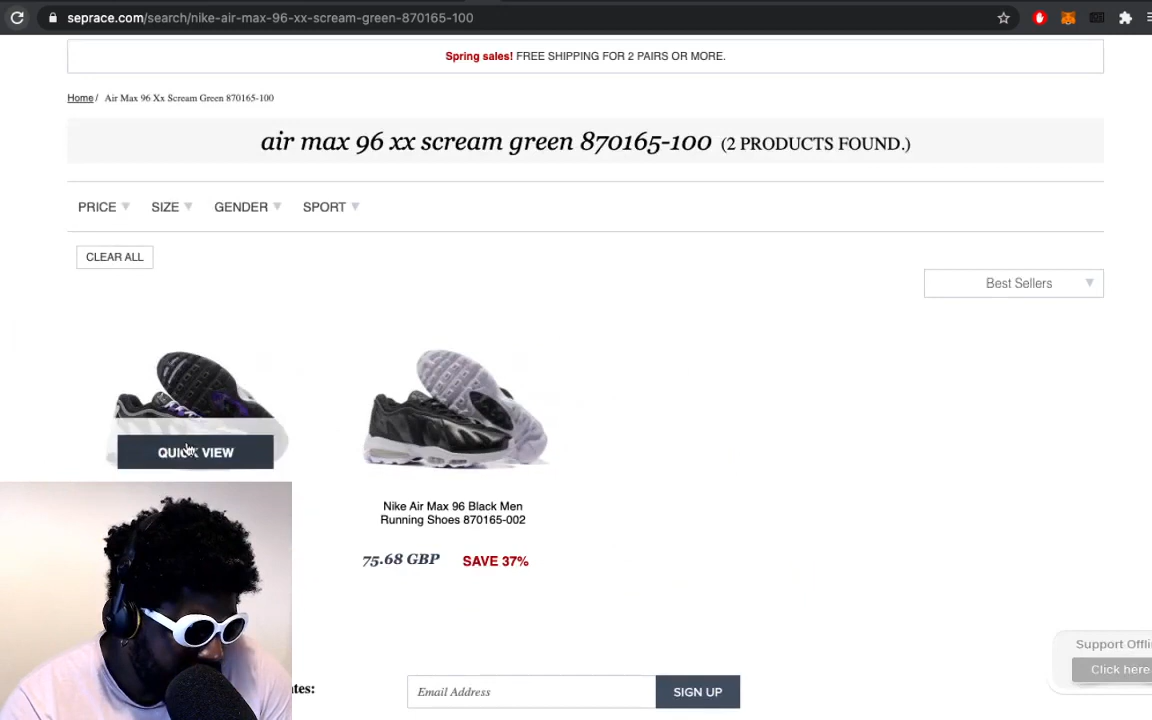 seprace.com/search/nike-air-max-96-xx-scream-green-870165-100
Spring sales! FREE SHIPPING FOR 2 PAIRS OR MORE.
Home / Air Max 96 Xx Scream Green 870165-100
air max 96 xx scream green 870165-100 (2 PRODUCTS FOUND.)
PRICE SIZE GENDER SPORT
CLEAR ALL
Best Sellers
QUICK VIEW
Nike Air Max 96 Black Men
Running Shoes 870165-002
75.68 GBP SAVE 37%
Support Offli
Click here
tes:
Email Address
SIGN UP